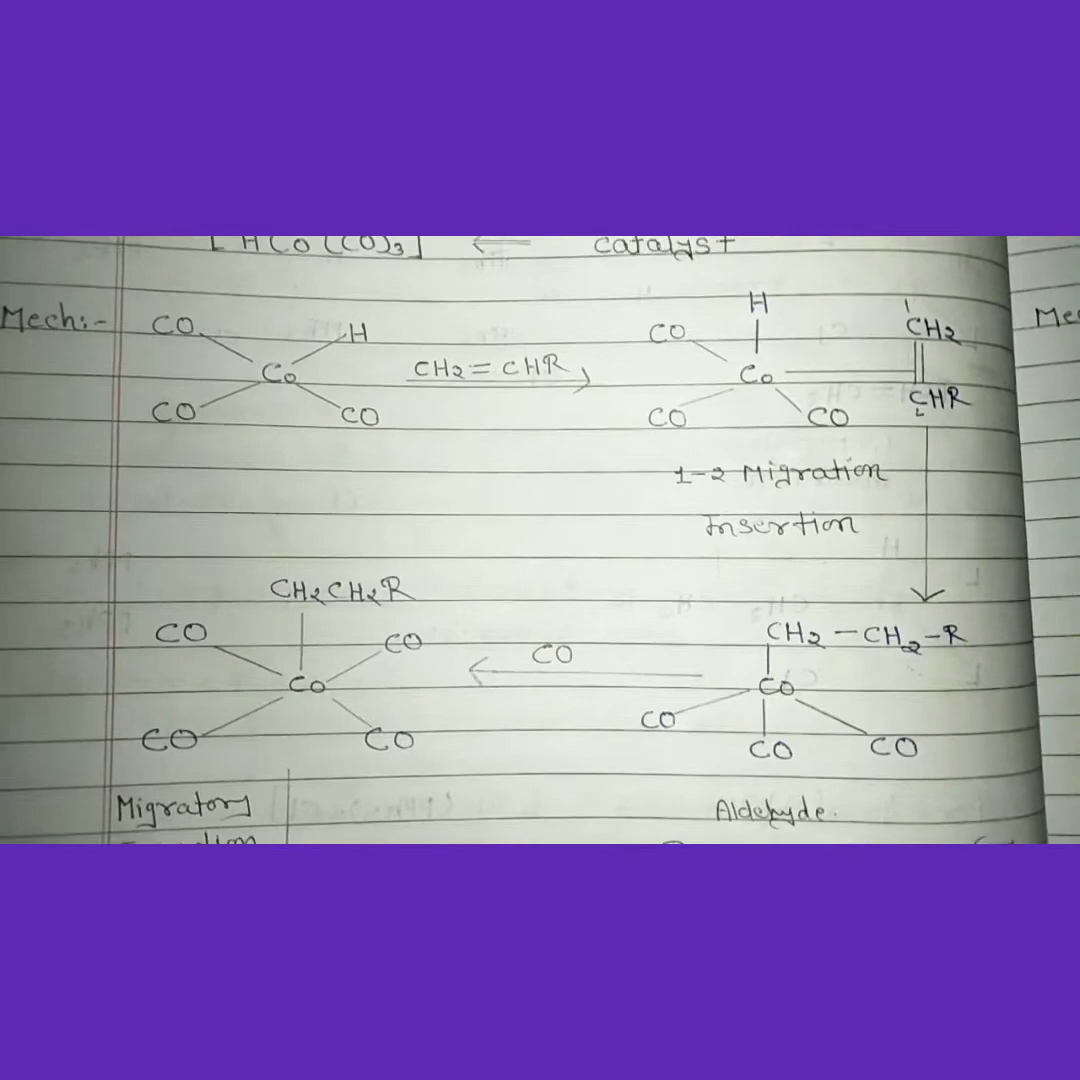 [HCo(CO)3] ← catalyst
Mech:- CO H CO H CH2
Co CH2=CHR Co CHR
CO CO CO CO
1-2 Migration
Insertion
CH2CH2R
CO CO CO CH2-CH2-R
Co Co
CO CO CO CO CO
Migratory Aldehyde.